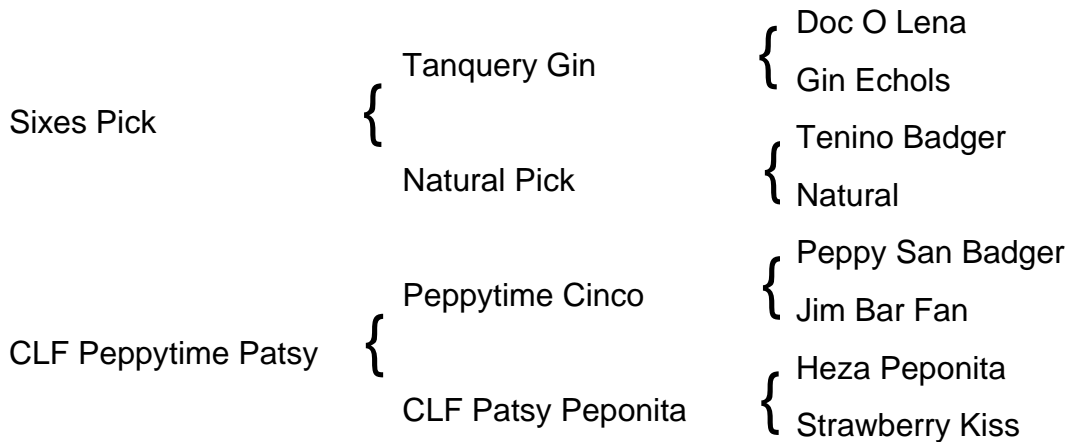 Doc O Lena
Tanquery Gin {
Gin Echols
Sixes Pick {
Tenino Badger
Natural Pick {
Natural
Peppy San Badger
Peppytime Cinco {
Jim Bar Fan
CLF Peppytime Patsy {
Heza Peponita
CLF Patsy Peponita {
Strawberry Kiss